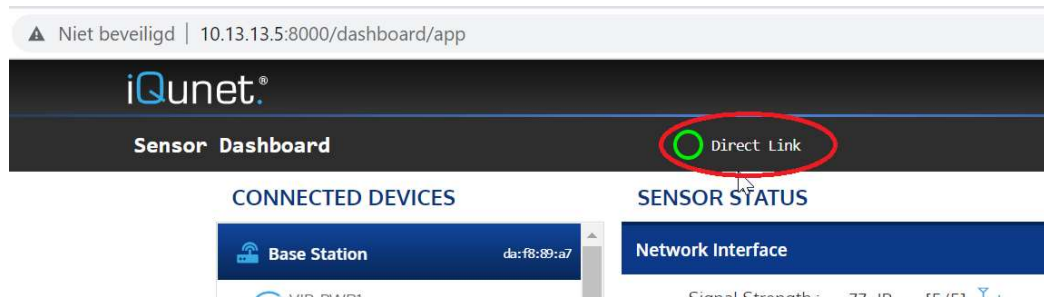 Niet beveiligd | 10.13.13.5:8000/dashboard/app
iQunet.®
Sensor Dashboard
Direct Link
CONNECTED DEVICES
SENSOR STATUS
Base Station
da:f8:89:a7
Network Interface